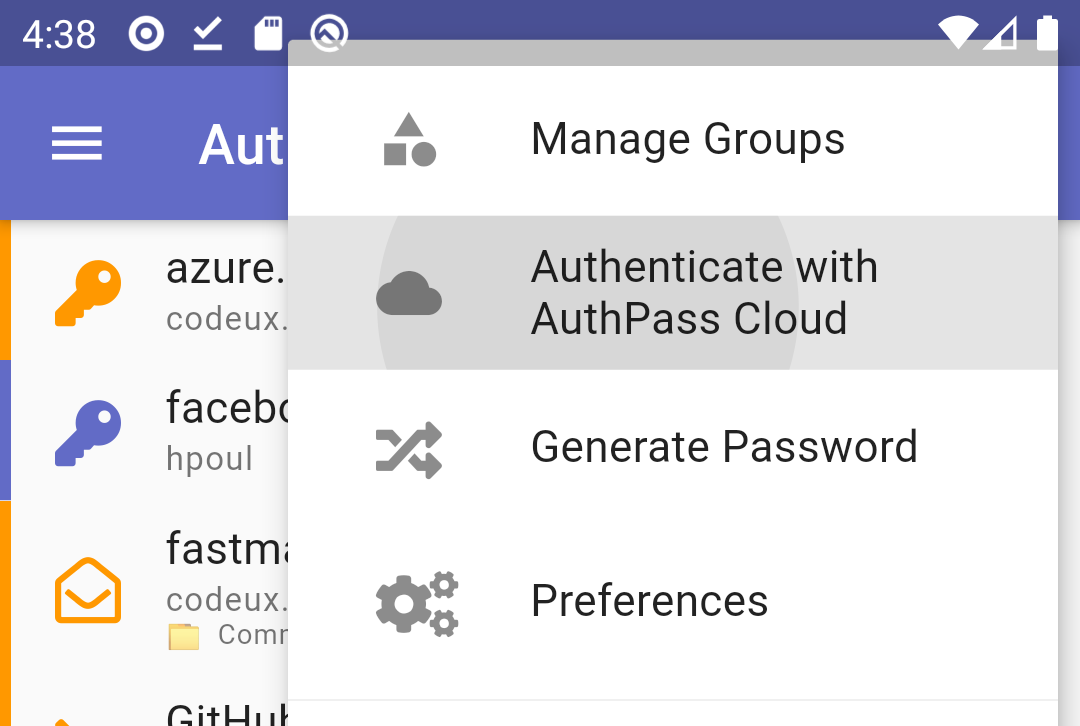 4:38
Aut
Manage Groups
Authenticate with
AuthPass Cloud
Generate Password
Preferences
azure.
codeux.
facebo
hpoul
fastma
codeux.
Comm
GitHub